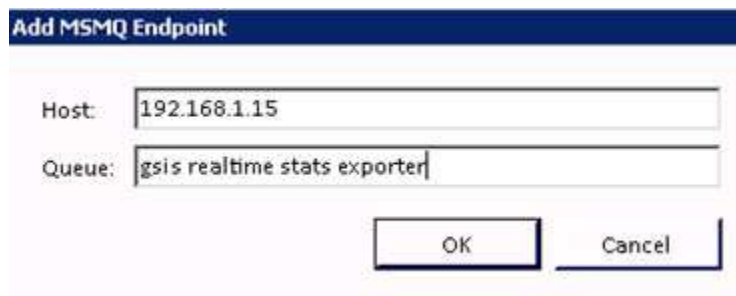 Add MSMQ Endpoint
Host: 192.168.1.15
Queue: gsis realtime stats exporter
OK Cancel